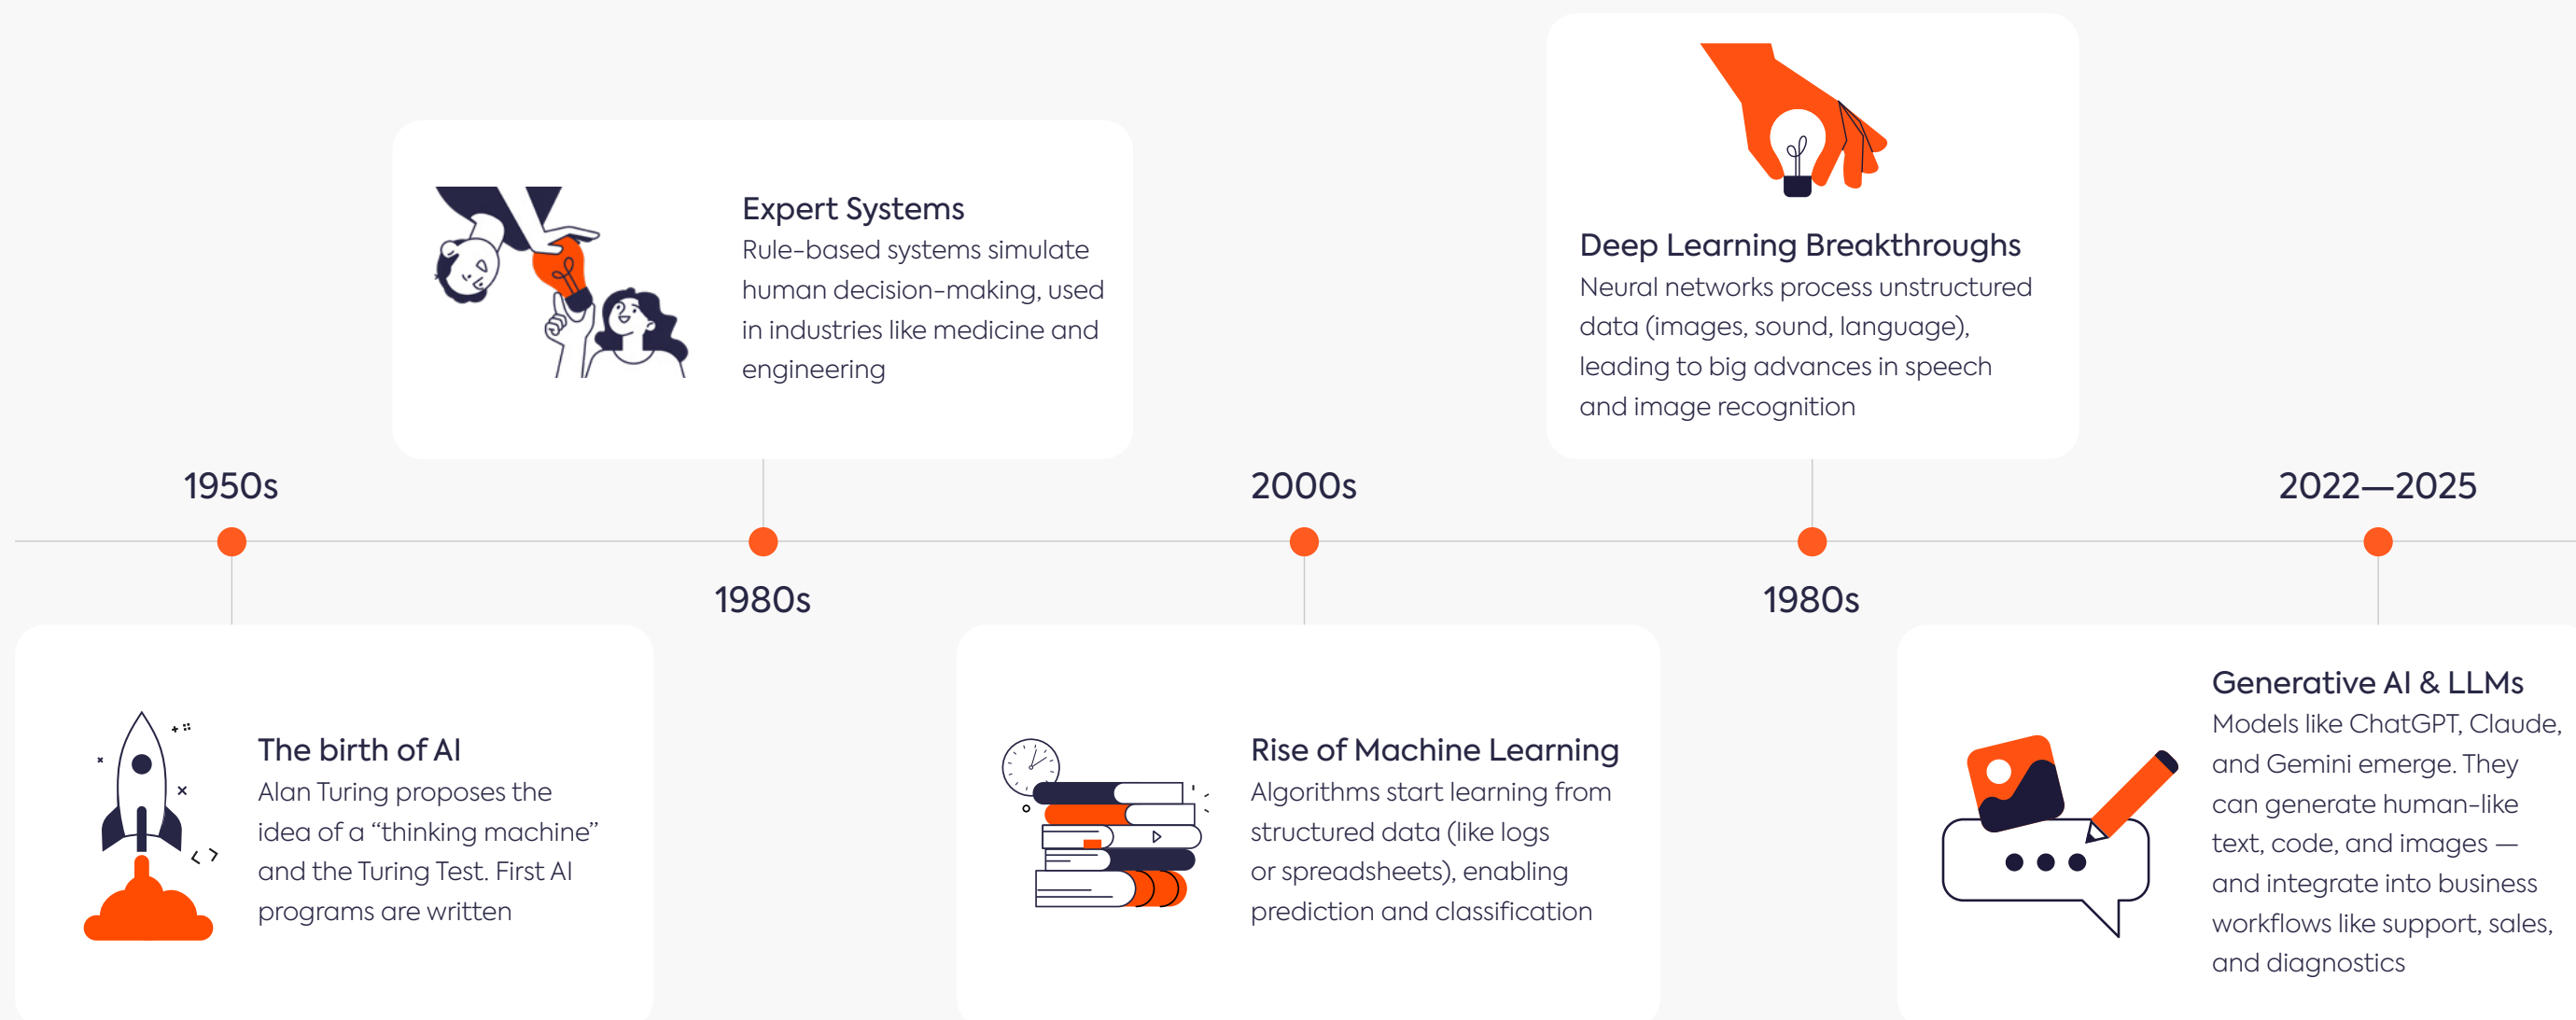 1950s
The birth of AI
Alan Turing proposes the
idea of a “thinking machine”
and the Turing Test. First AI
programs are written
Expert Systems
Rule-based systems simulate
human decision-making, used
in industries like medicine and
engineering
1980s
2000s
Rise of Machine Learning
Algorithms start learning from
structured data (like logs
or spreadsheets), enabling
prediction and classification
Deep Learning Breakthroughs
Neural networks process unstructured
data (images, sound, language),
leading to big advances in speech
and image recognition
1980s
2022—2025
Generative AI & LLMs
Models like ChatGPT, Claude,
and Gemini emerge. They
can generate human-like
text, code, and images —
and integrate into business
workflows like support, sales,
and diagnostics